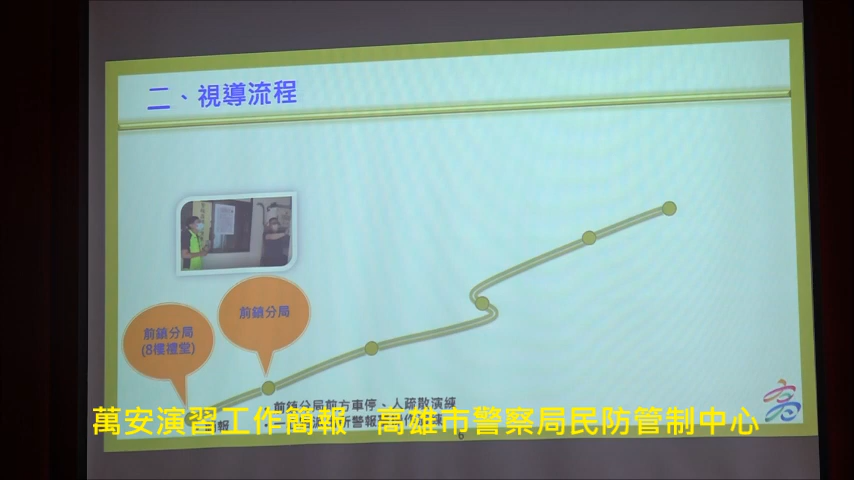 二、視導流程
前鎮分局
前鎮分局
(8樓禮堂)
前鎮分局前方車停、人疏散演練
萬安演習工作簡報 高雄市警察局民防管制中心
6